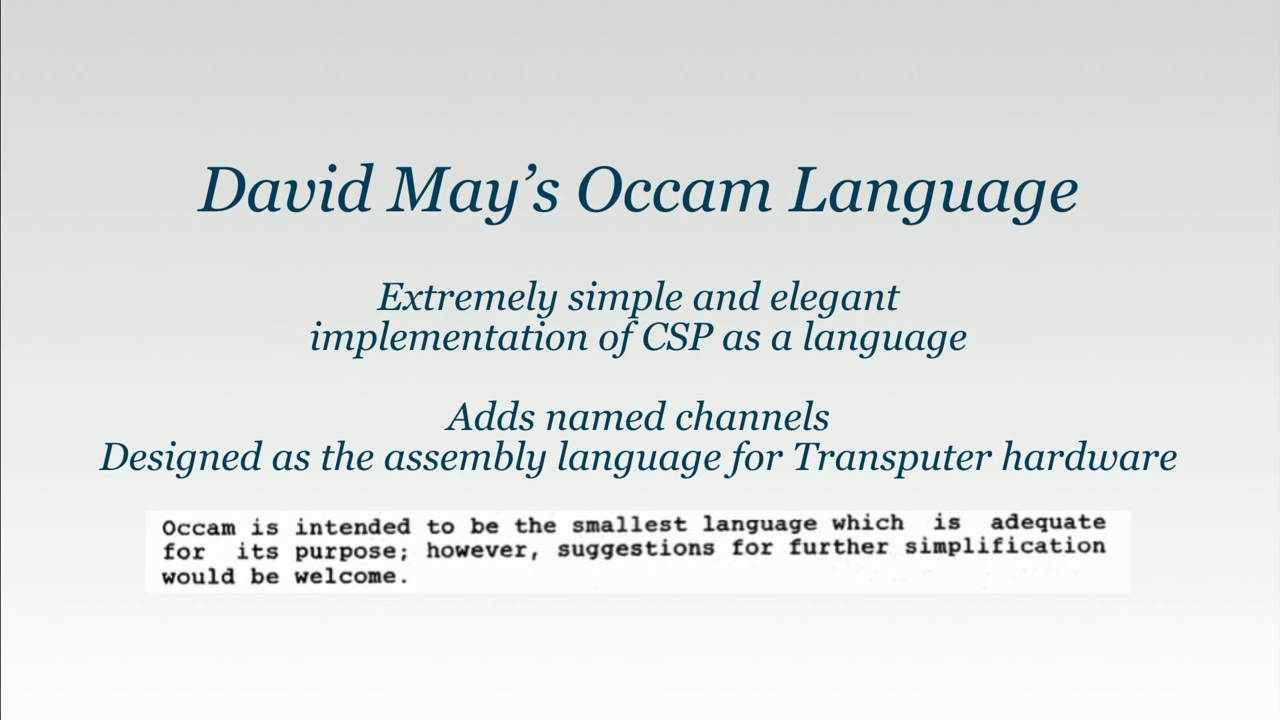 David May’s Occam Language
Extremely simple and elegant
implementation of CSP as a language
Adds named channels
Designed as the assembly language for Transputer hardware
Occam is intended to be the smallest language which is adequate
for its purpose; however, suggestions for further simplification
would be welcome.